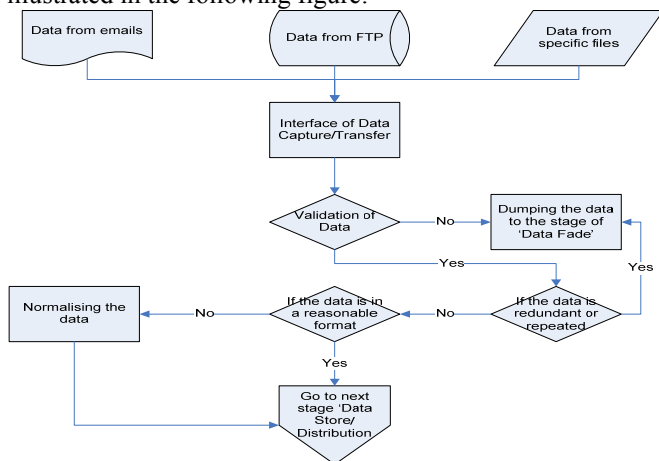 illustrated in the following figure:
Data from emails
Data from FTP
Data from
specific files
Interface of Data
Capture/Transfer
Validation of
Data
No
Dumping the data
to the stage of
‘Data Fade’
Yes
Yes
Normalising the
data
No
If the data is in
a reasonable
format
No
If the data is
redundant or
repeated
Yes
Go to next
stage ‘Data
Store/
Distribution